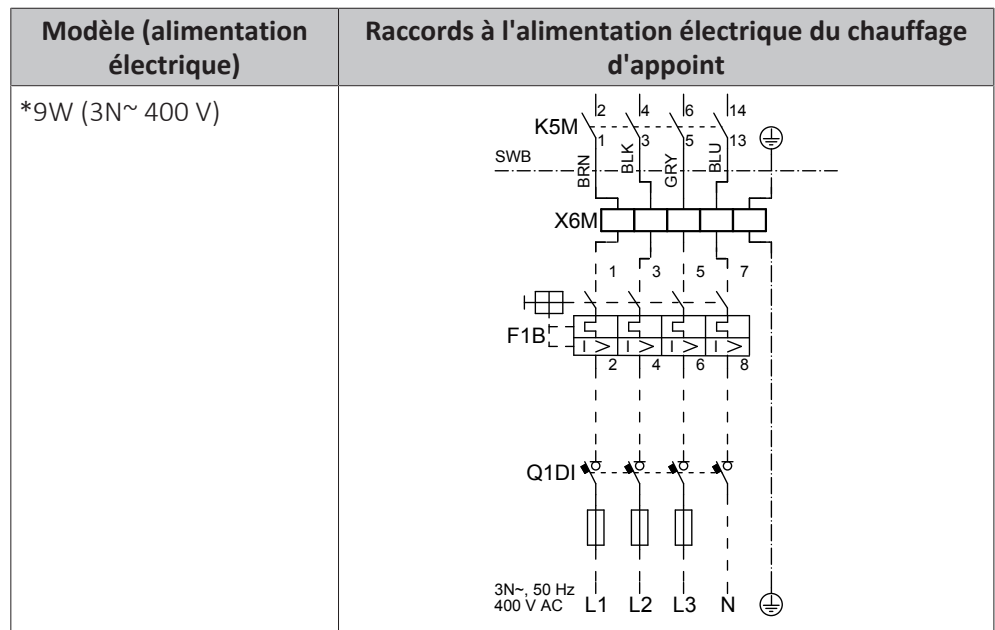 Modèle (alimentation électrique)
Raccords à l'alimentation électrique du chauffage d'appoint
*9W (3N~ 400 V)
2 4 6 14
K5M
1 3 5 13
SWB
BRN BLK GRY BLU
X6M
1 3 5 7
F1B
I > I > I > I >
2 4 6 8
Q1DI
3N~, 50 Hz
400 V AC L1 L2 L3 N